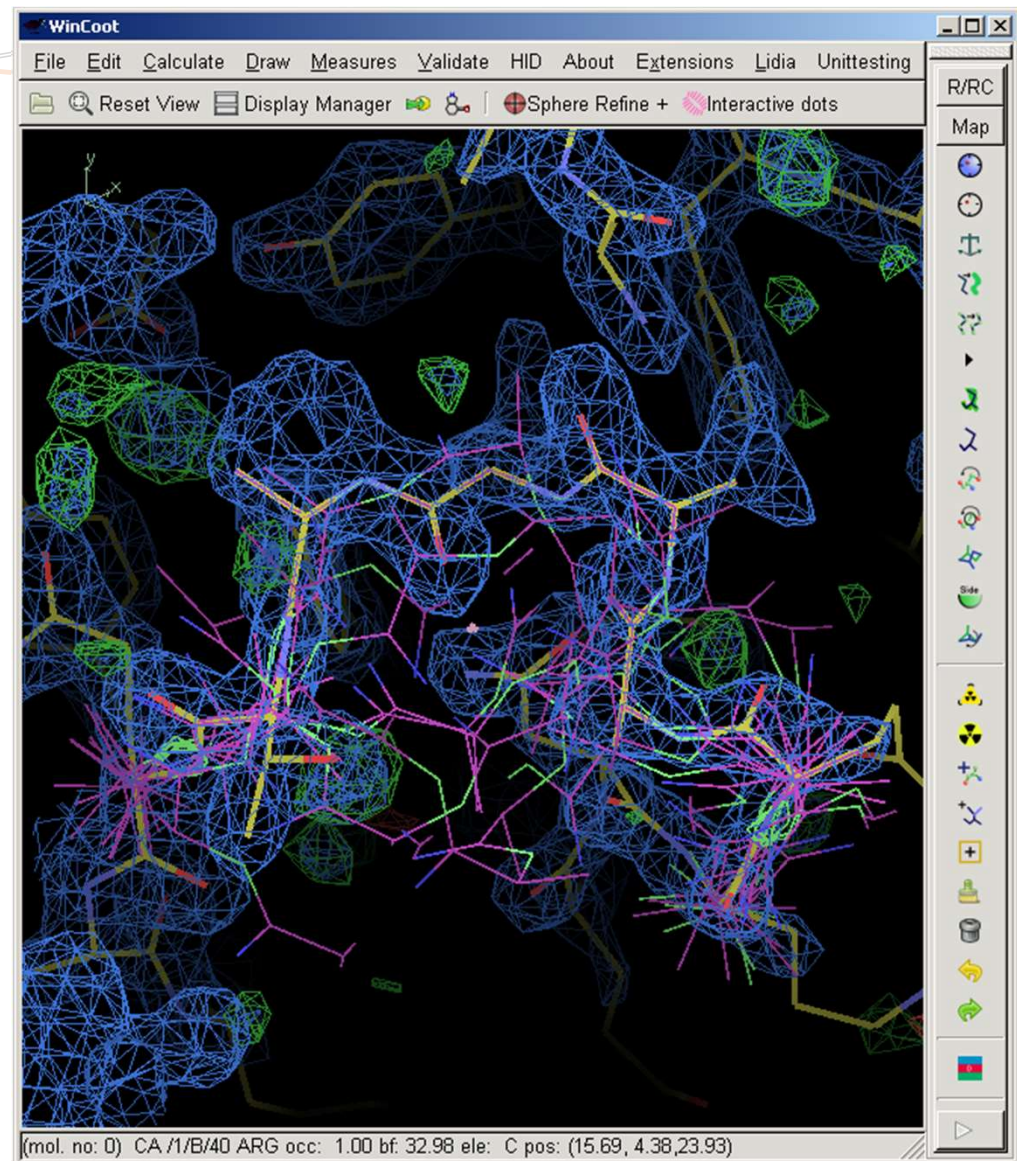 WinCoot
File Edit Calculate Draw Measures Validate HID About Extensions Lidia Unittesting
Reset View Display Manager Sphere Refine + Interactive dots
R/RC
Map
y
x
Side
(mol. no: 0) CA /1/B/40 ARG occ: 1.00 bf: 32.98 ele: C pos: (15.69, 4.38,23.93)